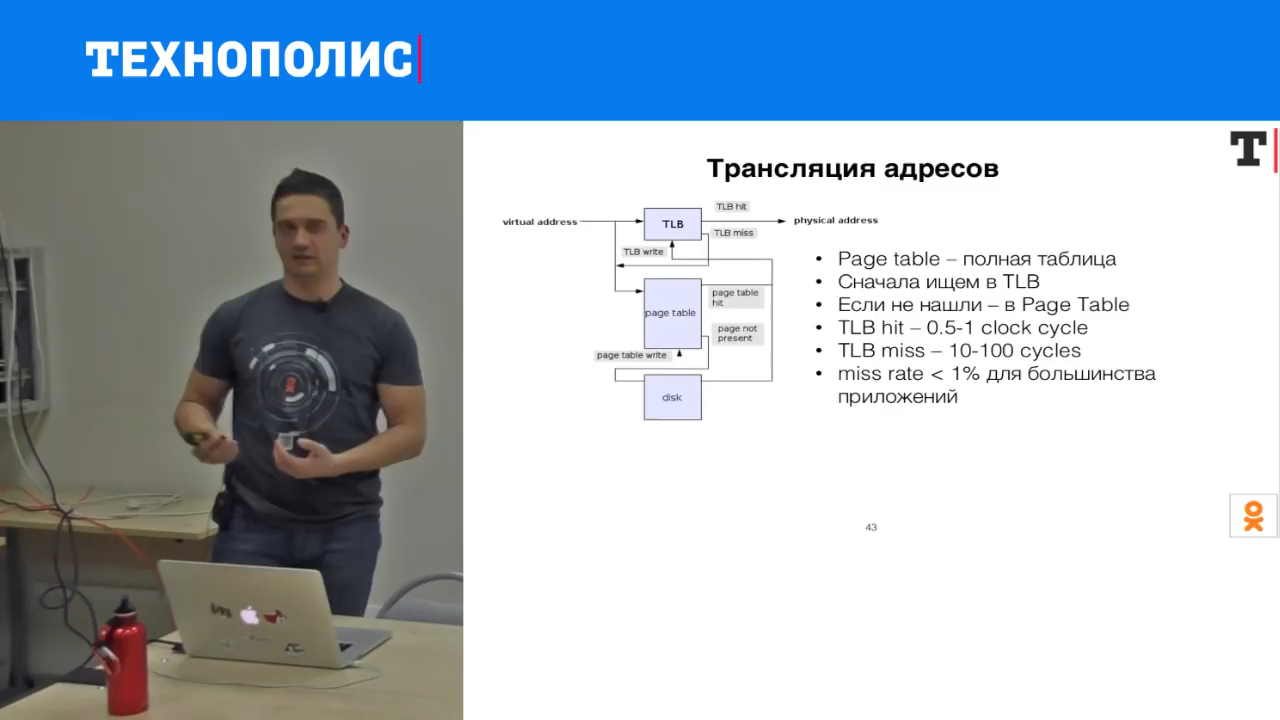 ТЕХНОПОЛИС
Т
Трансляция адресов
virtual address
TLB
TLB hit
physical address
TLB miss
TLB write
page table
page table
hit
page not
present
page table write
disk
• Page table – полная таблица
• Сначала ищем в TLB
• Если не нашли – в Page Table
• TLB hit – 0.5-1 clock cycle
• TLB miss – 10-100 cycles
• miss rate < 1% для большинства
приложений
43